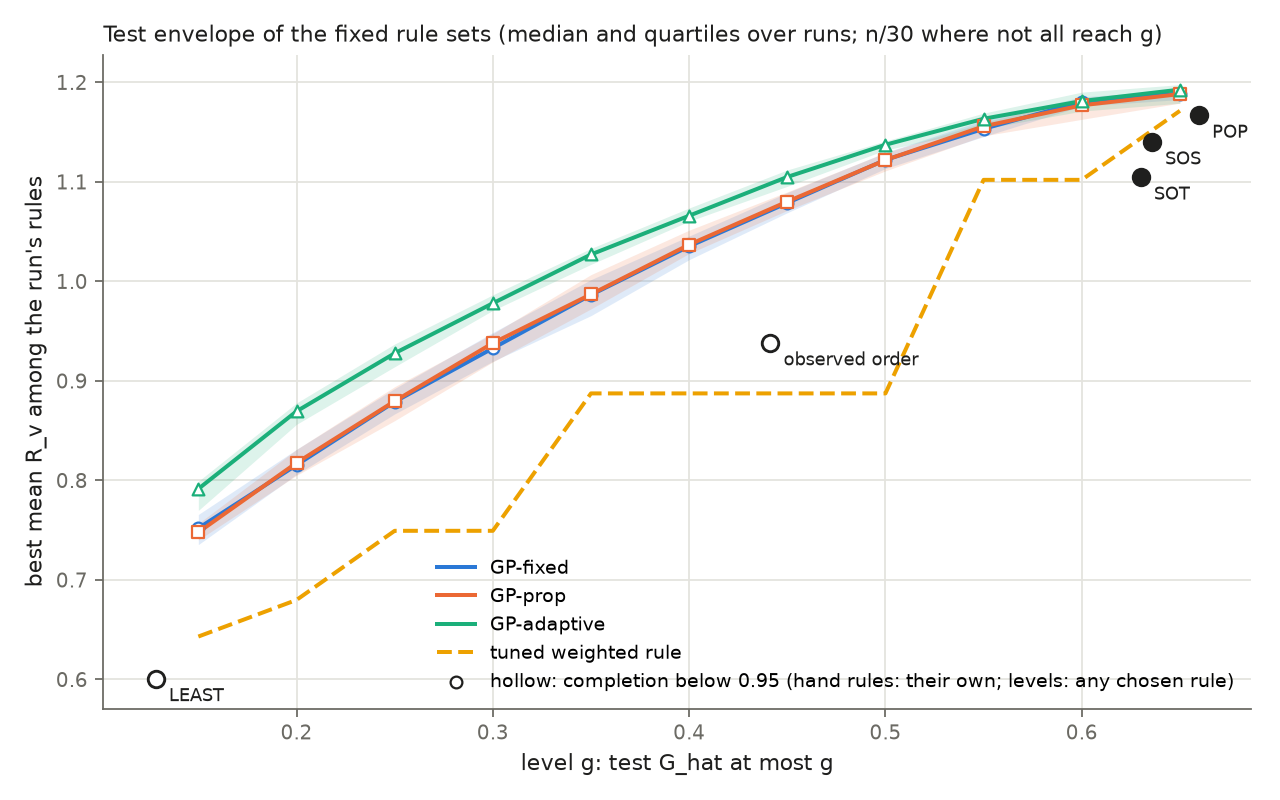 Test envelope of the fixed rule sets (median and quartiles over runs; n/30 where not all reach g)
best mean R_v among the run's rules
1.2
1.1
1.0
0.9
0.8
0.7
0.6
POP
SOS
SOT
observed order
LEAST
GP-fixed
GP-prop
GP-adaptive
tuned weighted rule
hollow: completion below 0.95 (hand rules: their own; levels: any chosen rule)
0.2
0.3
0.4
0.5
0.6
level g: test G_hat at most g